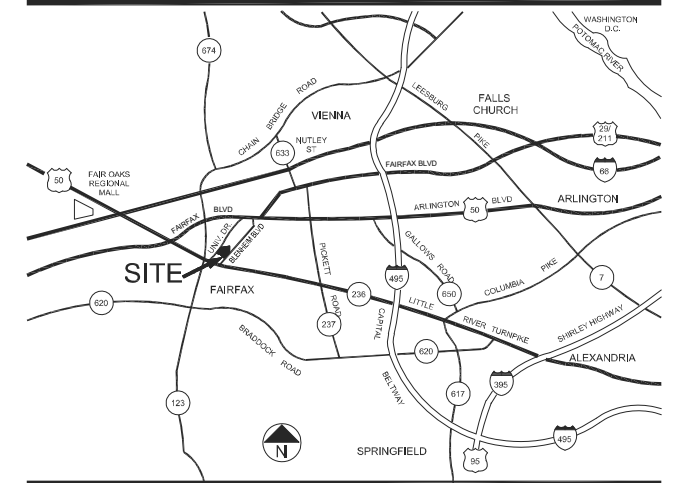 WASHINGTON
D.C.
POTOMAC RIVER
674
CHAIN BRIDGE ROAD
VIENNA
LEESBURG PIKE
FALLS
CHURCH
29/
211
NUTLEY
ST
633
FAIRFAX BLVD
66
50
FAIR OAKS
REGIONAL
MALL
FAIRFAX BLVD
ARLINGTON BLVD
50
ARLINGTON
UNIV. DR.
BLENHEIM BLVD
PICKETT ROAD
GALLOWS ROAD
SITE
495
COLUMBIA PIKE
7
FAIRFAX
236
650
620
LITTLE RIVER TURNPIKE
237
CAPITAL BELTWAY
SHIRLEY HIGHWAY
BRADDOCK ROAD
620
ALEXANDRIA
395
617
123
N
SPRINGFIELD
495
95